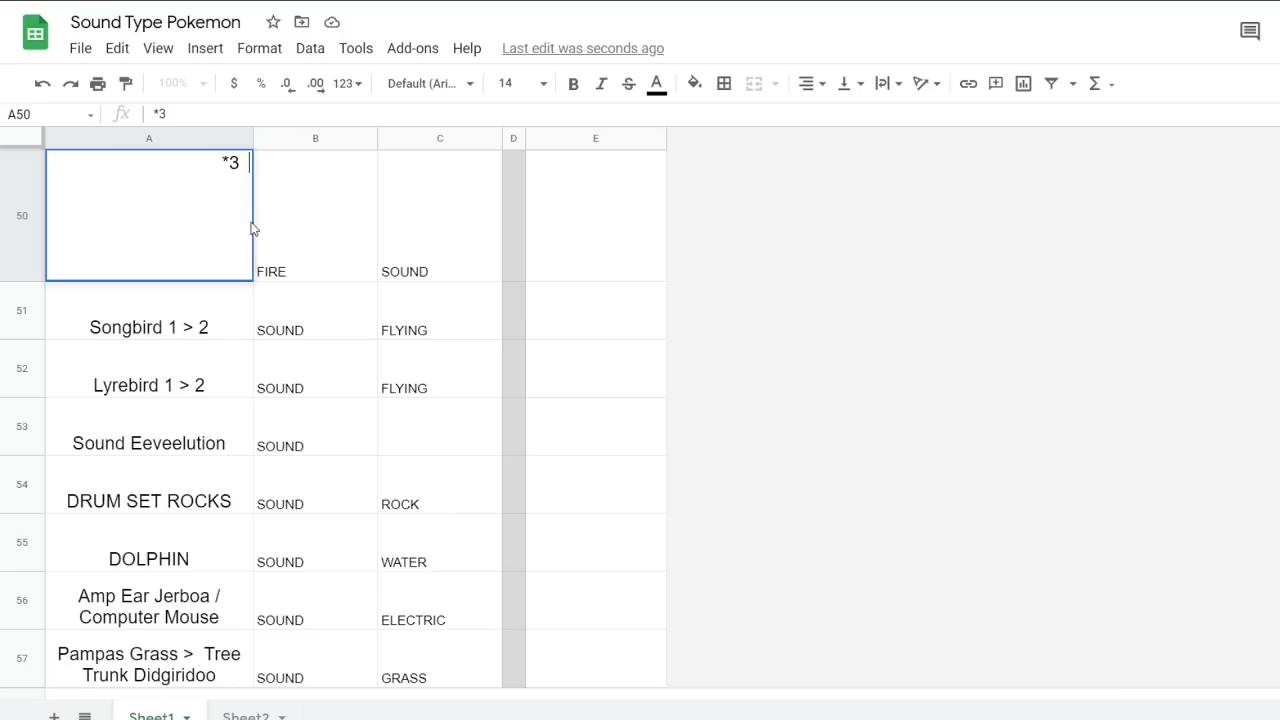 Sound Type Pokemon
File Edit View Insert Format Data Tools Add-ons Help Last edit was seconds ago
100% $ % .0 .00 123 Default (Ari... 14 B I S A
A50 fx *3
A B C D E
50 *3 FIRE SOUND
51 Songbird 1 > 2 SOUND FLYING
52 Lyrebird 1 > 2 SOUND FLYING
53 Sound Eeveelution SOUND
54 DRUM SET ROCKS SOUND ROCK
55 DOLPHIN SOUND WATER
Amp Ear Jerboa /
56 Computer Mouse SOUND ELECTRIC
Pampas Grass > Tree
57 Trunk Didgiridoo SOUND GRASS
+ Sheet1 Sheet2